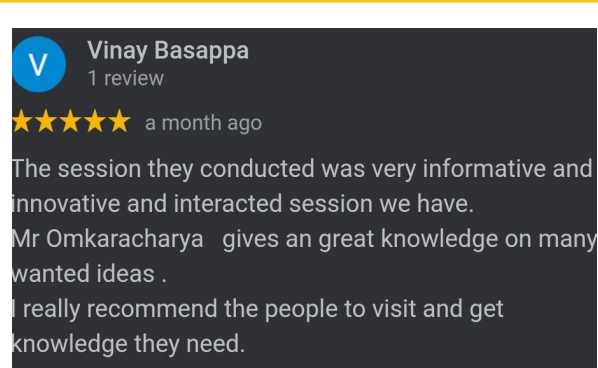 V
Vinay Basappa
1 review
a month ago
The session they conducted was very informative and
innovative and interacted session we have.
Mr Omkaracharya gives an great knowledge on many
wanted ideas .
I really recommend the people to visit and get
knowledge they need.